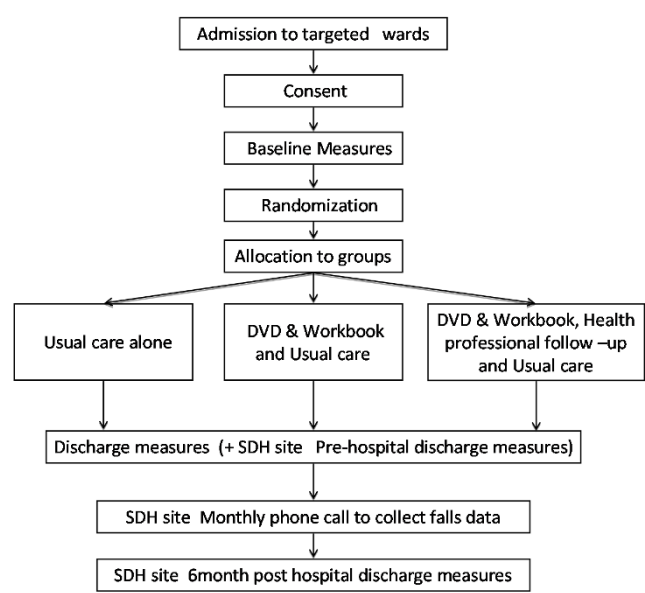 Admission to targeted wards
Consent
Baseline Measures
Randomization
Allocation to groups
Usual care alone
DVD & Workbook
and Usual care
DVD & Workbook, Health
professional follow –up
and Usual care
Discharge measures (+ SDH site Pre-hospital discharge measures)
SDH site Monthly phone call to collect falls data
SDH site 6month post hospital discharge measures